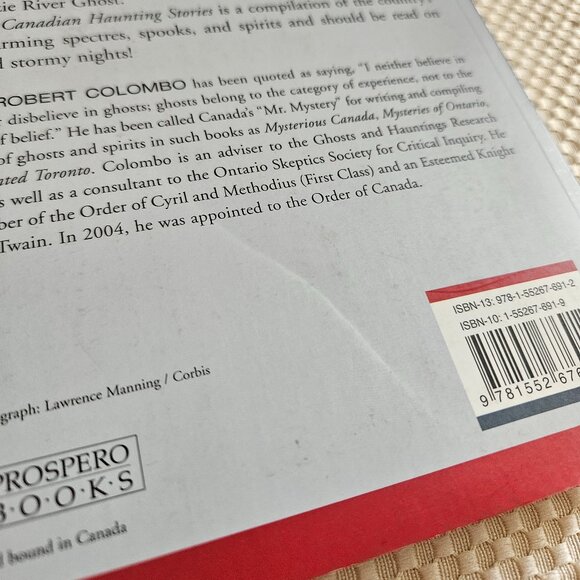 zie River Ghost.
Canadian Haunting Stories is a compilation of the country's
arming spectres, spooks, and spirits and should be read on
d stormy nights!
ROBERT COLOMBO has been quoted as saying, "I neither believe in
r disbelieve in ghosts; ghosts belong to the category of experience, not to the
of belief." He has been called Canada's "Mr. Mystery" for writing and compiling
of ghosts and spirits in such books as Mysterious Canada, Mysteries of Ontario,
nted Toronto. Colombo is an adviser to the Ghosts and Hauntings Research
s well as a consultant to the Ontario Skeptics Society for Critical Inquiry. He
ber of the Order of Cyril and Methodius (First Class) and an Esteemed Knight
Twain. In 2004, he was appointed to the Order of Canada.
ograph: Lawrence Manning / Corbis
PROSPERO
B·O·O·K·S
d bound in Canada
ISBN-13: 978-1-55267-691-2
ISBN-10: 1-55267-691-9
9 781552 676